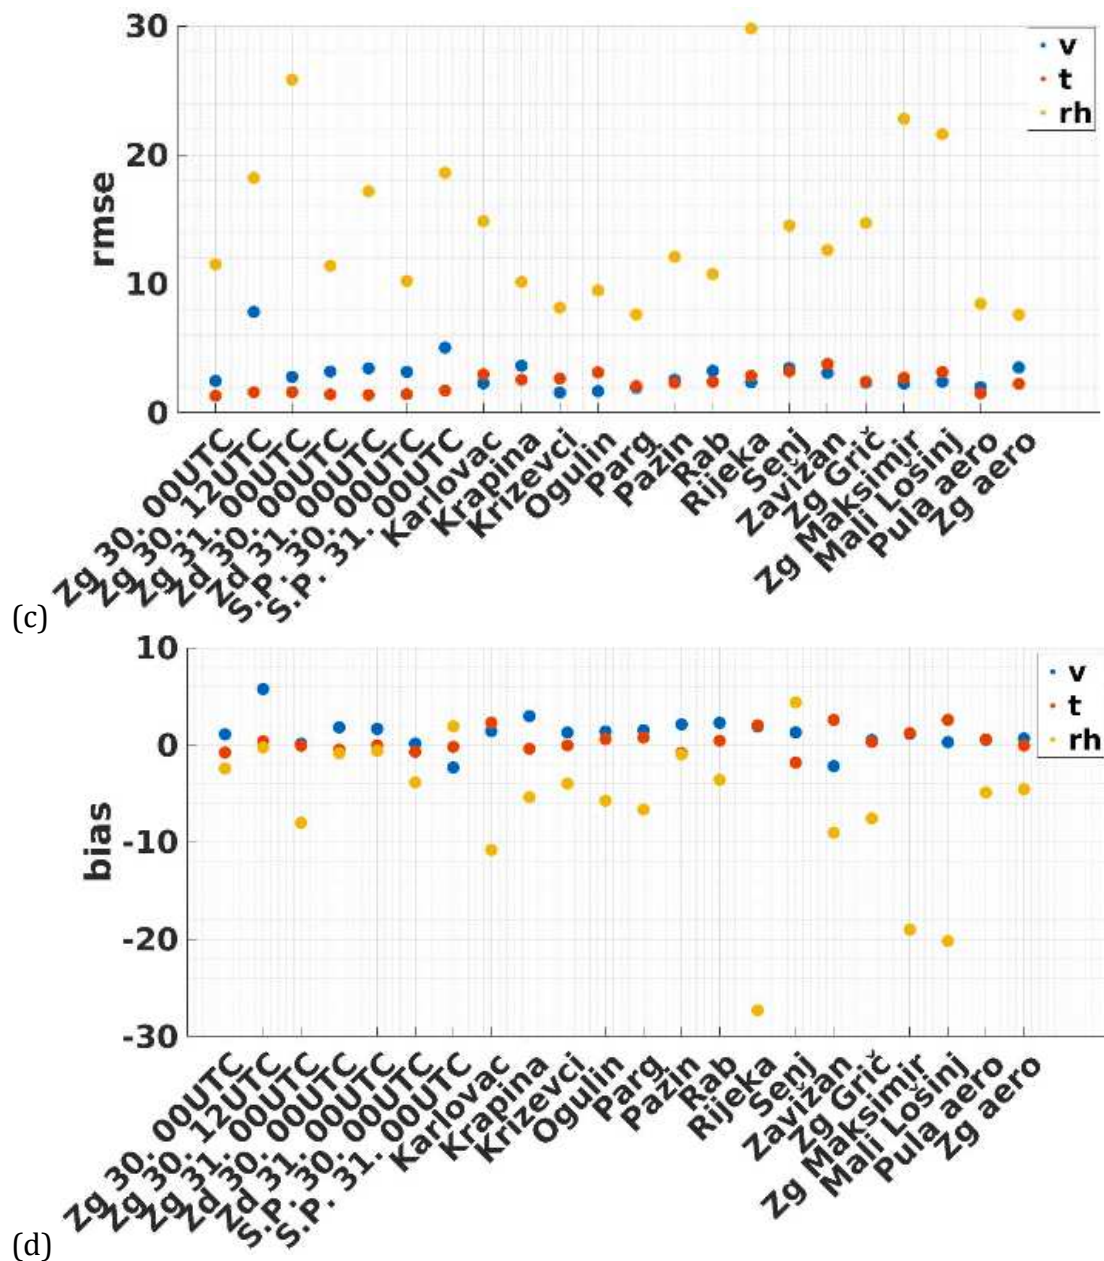 30
20
10
0
rmse
v
t
rh
Zg 30. 00UTC
Zg 30. 12UTC
Zg 31. 00UTC
Zd 30. 00UTC
Zd 31. 00UTC
S.P. 30. 00UTC
S.P. 31. 00UTC
Karlovac
Krapina
Krizevci
Ogulin
Parg
Pazin
Rab
Rijeka
Senj
Zavižan
Zg Grič
Zg Maksimir
Mali Lošinj
Pula aero
Zg aero
(c)
10
0
-10
-20
-30
bias
v
t
rh
Zg 30. 00UTC
Zg 30. 12UTC
Zg 31. 00UTC
Zd 30. 00UTC
Zd 31. 00UTC
S.P. 30. 00UTC
S.P. 31. 00UTC
Karlovac
Krapina
Krizevci
Ogulin
Parg
Pazin
Rab
Rijeka
Senj
Zavižan
Zg Grič
Zg Maksimir
Mali Lošinj
Pula aero
Zg aero
(d)